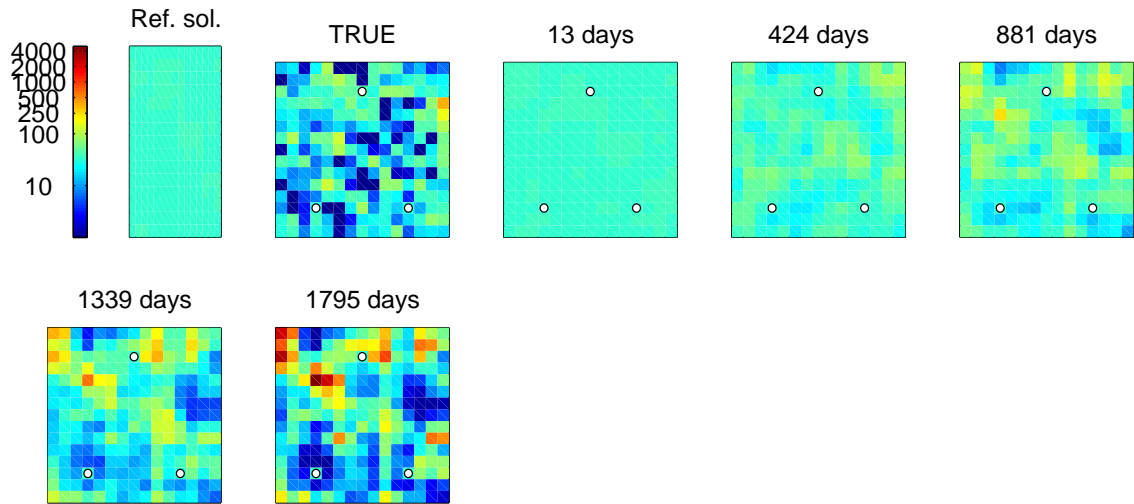 Ref. sol.
TRUE
13 days
424 days
881 days
4000
2000
1000
500
250
100
10
1339 days
1795 days